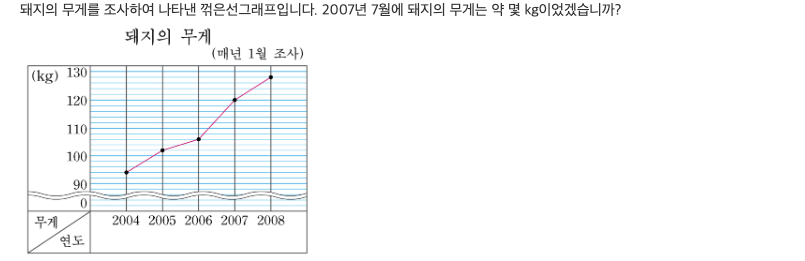 돼지의 무게를 조사하여 나타낸 꺾은선그래프입니다. 2007년 7월에 돼지의 무게는 약 몇 kg이었겠습니까?
돼지의 무게
(매년 1월 조사)
(kg) 130
120
110
100
90
0
무게 2004 2005 2006 2007 2008
연도